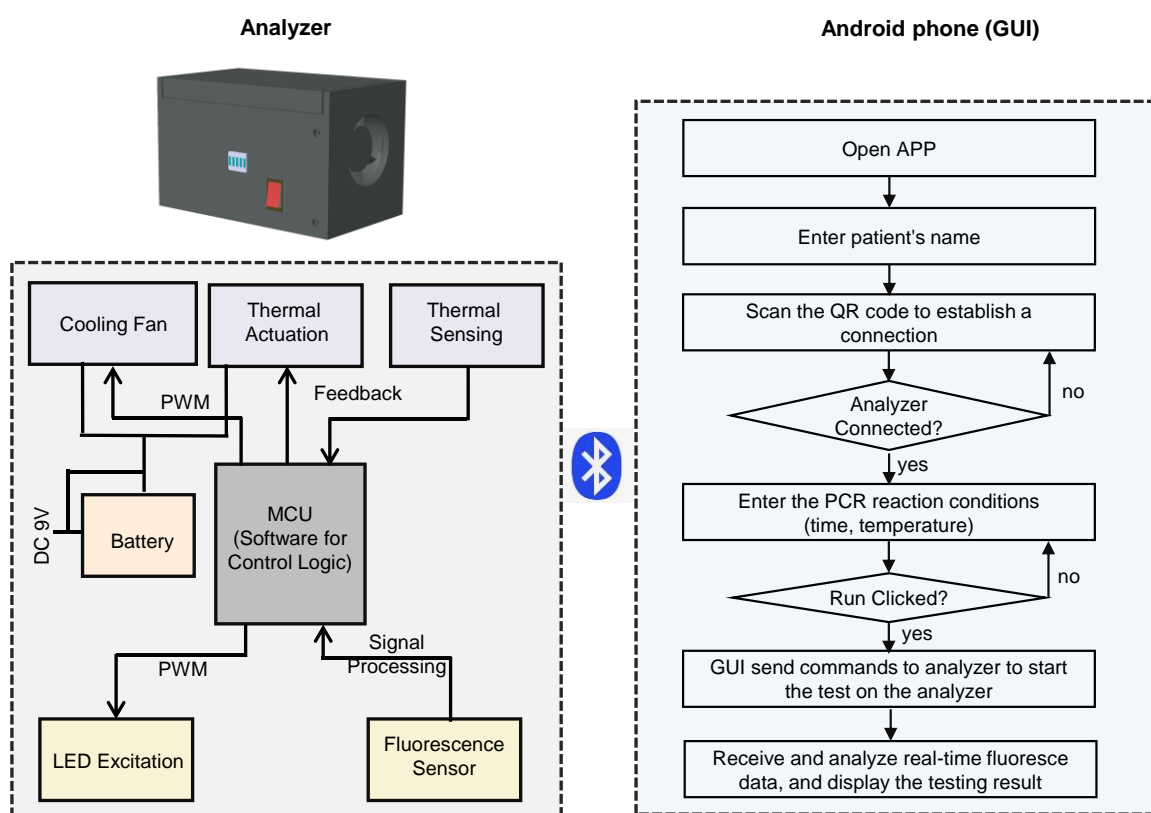 Analyzer
Android phone (GUI)
Cooling Fan
Thermal
Actuation
Thermal
Sensing
PWM
Feedback
DC 9V
Battery
MCU
(Software for
Control Logic)
PWM
Signal
Processing
LED Excitation
Fluorescence
Sensor
Open APP
Enter patient's name
Scan the QR code to establish a
connection
no
Analyzer
Connected?
yes
Enter the PCR reaction conditions
(time, temperature)
no
Run Clicked?
yes
GUI send commands to analyzer to start
the test on the analyzer
Receive and analyze real-time fluoresce
data, and display the testing result